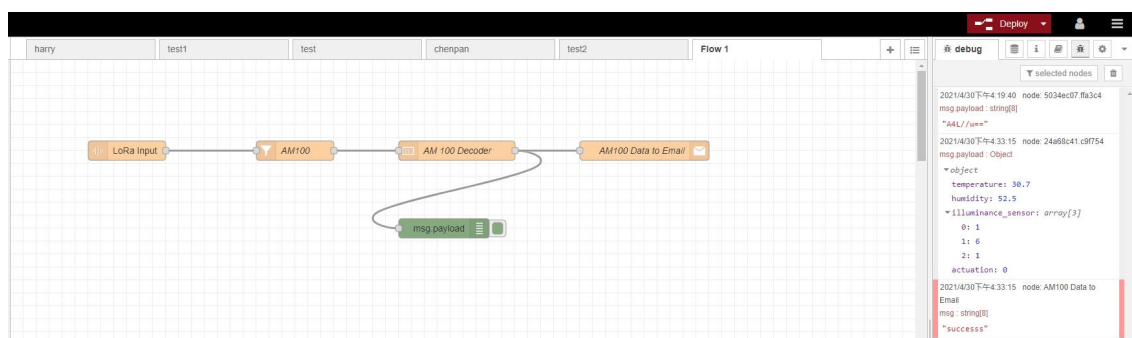 Deploy
harry
test1
test
chenpan
test2
Flow 1
debug
i
selected nodes
LoRa Input
AM100
AM 100 Decoder
AM100 Data to Email
msg.payload
2021/4/30下午4:19:40 node: 5034ec07.ffa3c4
msg.payload : string[8]
"A4L//w=="
2021/4/30下午4:33:15 node: 24a68c41.c9f754
msg.payload : Object
object
temperature: 30.7
humidity: 52.5
illuminance_sensor: array[3]
0: 1
1: 6
2: 1
actuation: 0
2021/4/30下午4:33:15 node: AM100 Data to
Email
msg : string[8]
"successs"